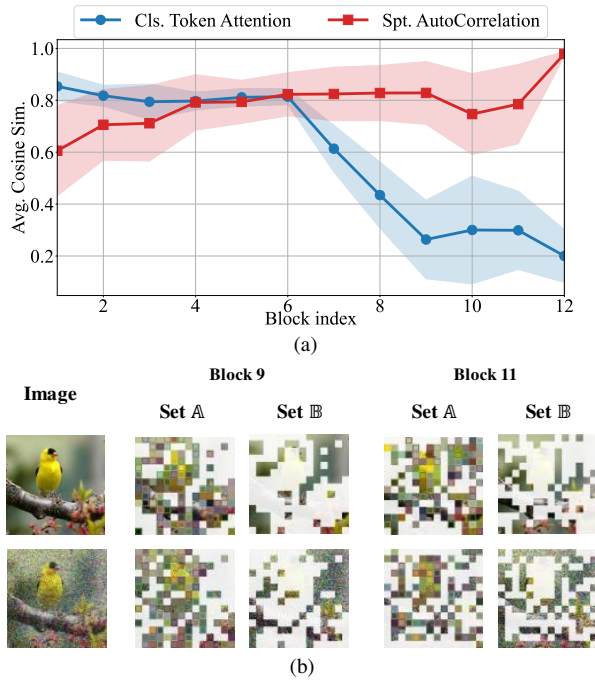 Cls. Token Attention
Spt. AutoCorrelation
Avg. Cosine Sim.
1.0
0.8
0.6
0.4
0.2
2
4
6
8
10
12
Block index
(a)
Block 9
Block 11
Image
Set 𝔸
Set 𝔹
Set 𝔸
Set 𝔹
(b)